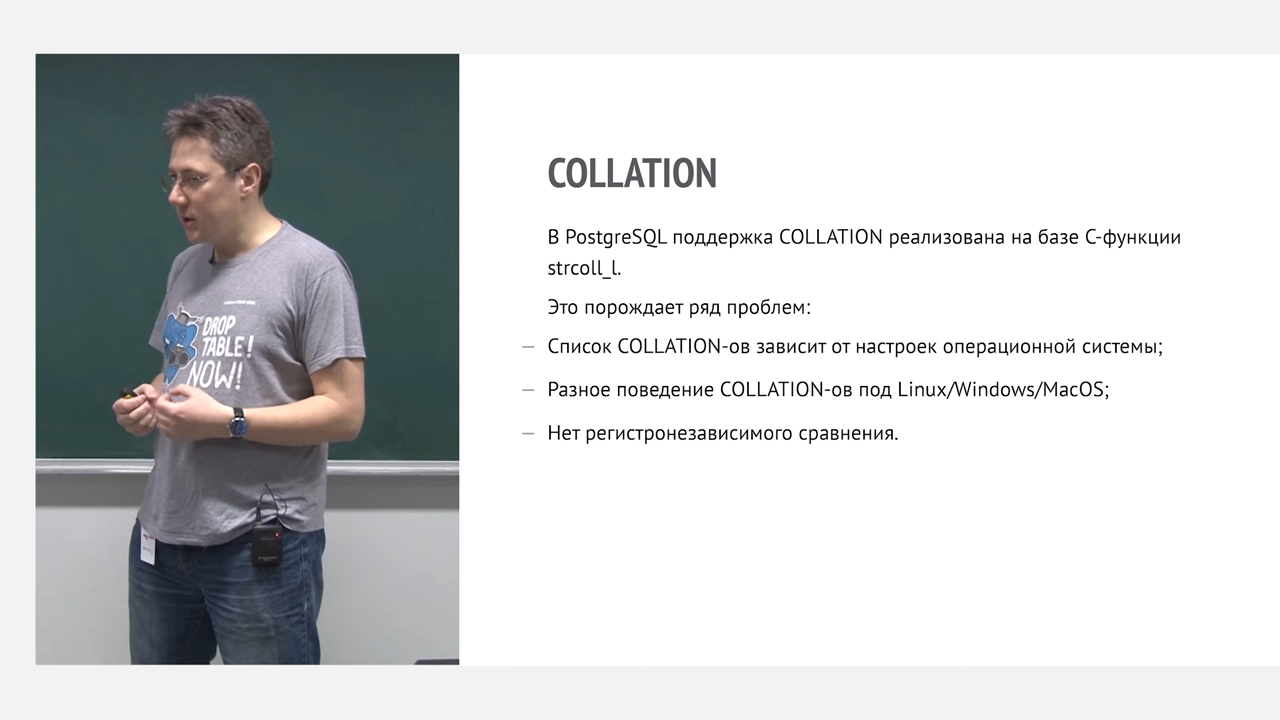 DROP
TABLE!
NOW!
COLLATION
В PostgreSQL поддержка COLLATION реализована на базе C-функции
strcoll_l.
Это порождает ряд проблем:
— Список COLLATION-ов зависит от настроек операционной системы;
— Разное поведение COLLATION-ов под Linux/Windows/MacOS;
— Нет регистронезависимого сравнения.